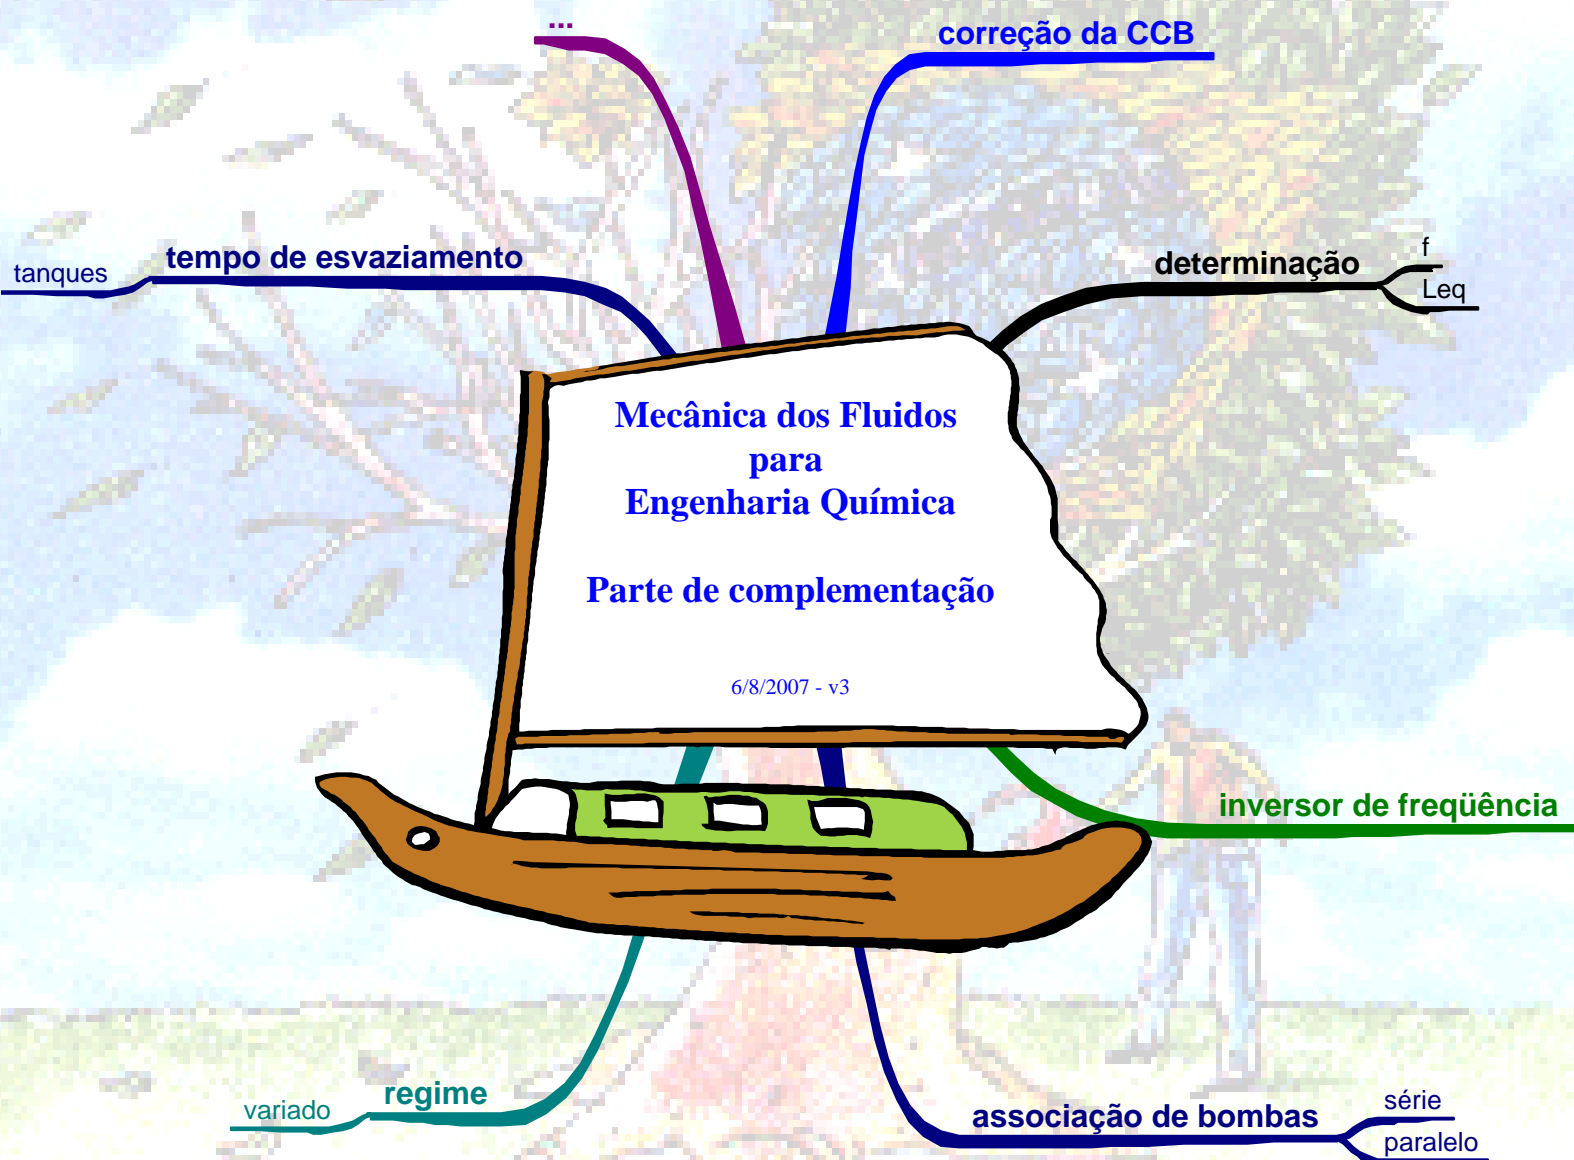 ...
correção da CCB
tempo de esvaziamento
tanques
determinação
f
Leq
Mecânica dos Fluidos
para
Engenharia Química
Parte de complementação
6/8/2007 - v3
inversor de freqüência
regime
variado
associação de bombas
série
paralelo